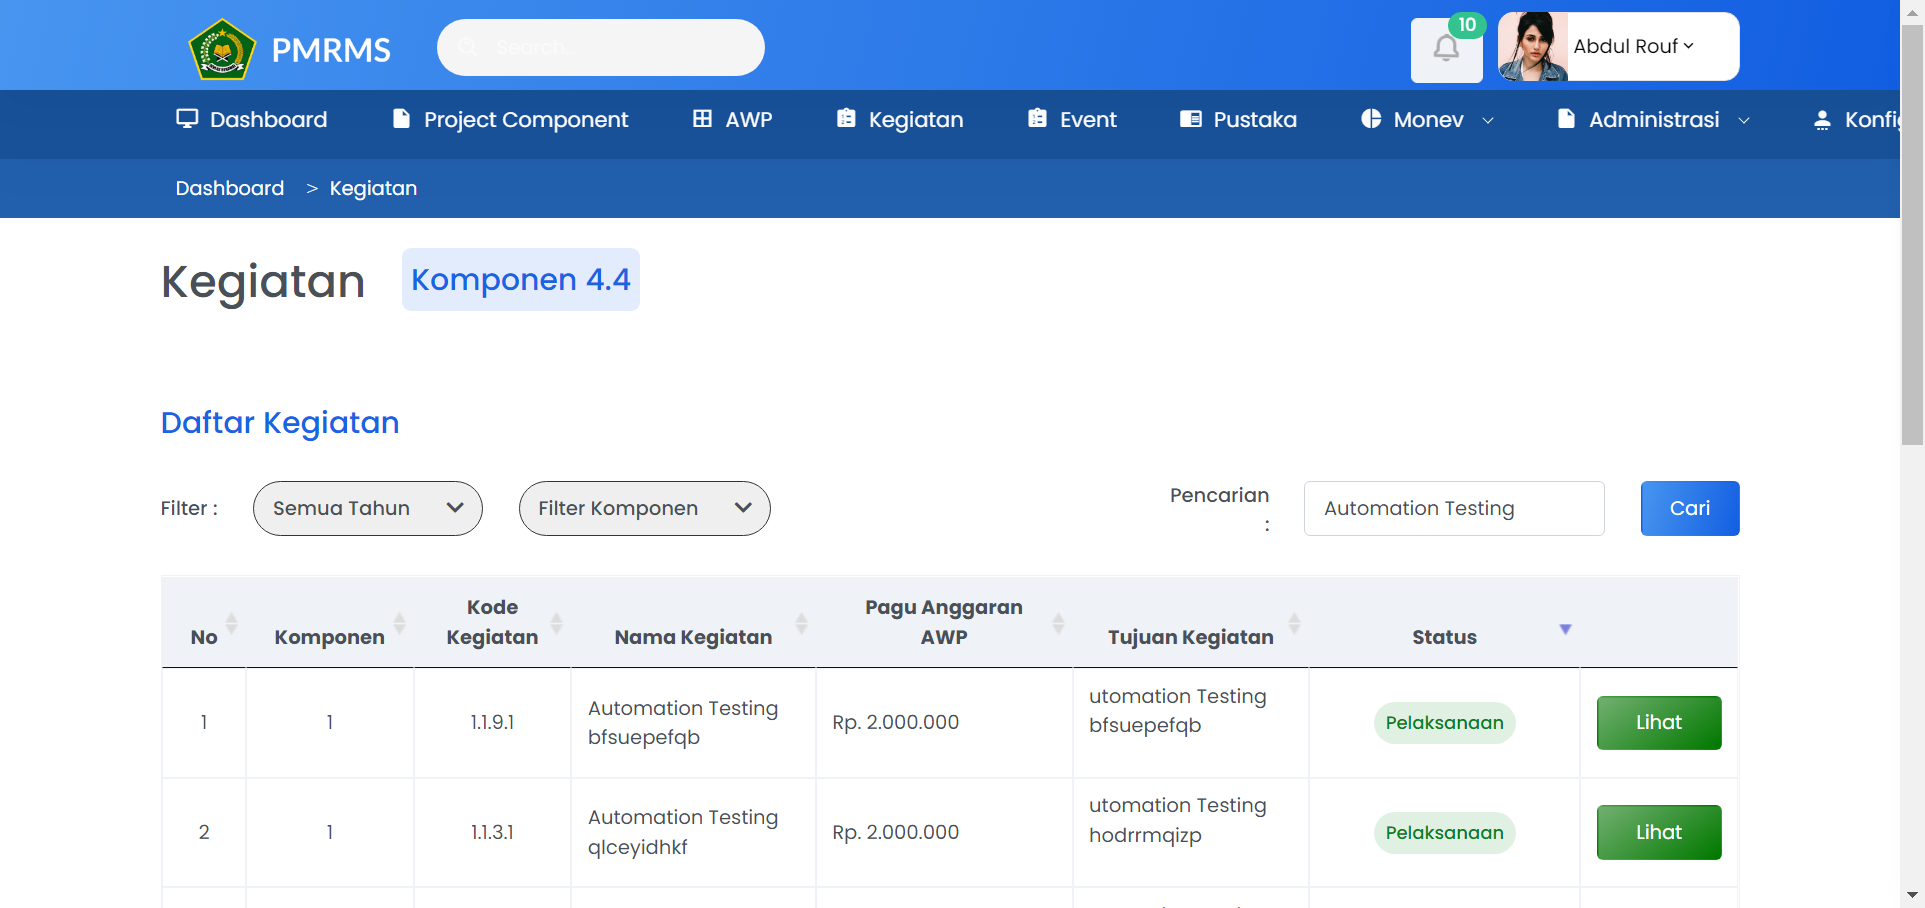 PMRMS
Search...
10
Abdul Rouf
Dashboard
Project Component
AWP
Kegiatan
Event
Pustaka
Monev
Administrasi
Dashboard > Kegiatan
Kegiatan
Komponen 4.4
Daftar Kegiatan
Filter :
Semua Tahun
Filter Komponen
Pencarian
:
Automation Testing
Cari
No
Komponen
Kode
Kegiatan
Nama Kegiatan
Pagu Anggaran
AWP
Tujuan Kegiatan
Status
1
1
1.1.9.1
Automation Testing
bfsuepefqb
Rp. 2.000.000
utomation Testing
bfsuepefqb
Pelaksanaan
Lihat
2
1
1.1.3.1
Automation Testing
qlceyidhkf
Rp. 2.000.000
utomation Testing
hodrrmqizp
Pelaksanaan
Lihat